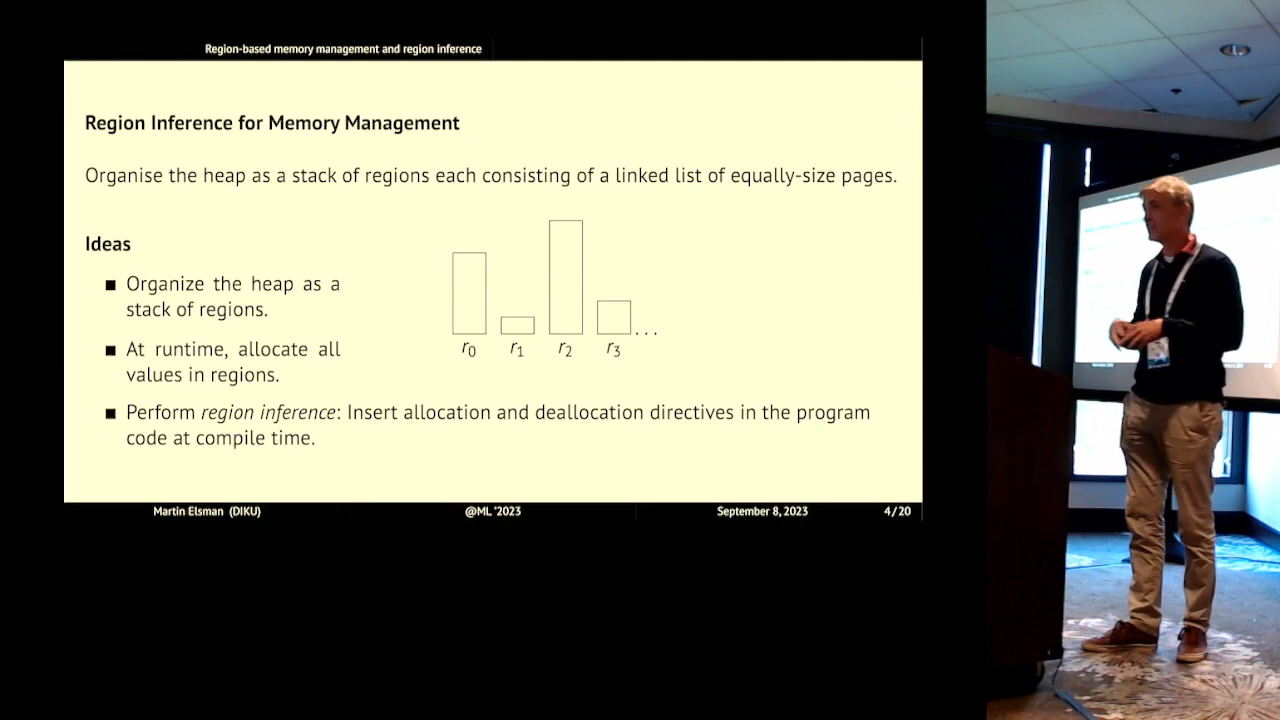 Region-based memory management and region inference
Region Inference for Memory Management
Organise the heap as a stack of regions each consisting of a linked list of equally-size pages.
Ideas
■ Organize the heap as a
stack of regions.
■ At runtime, allocate all
values in regions.
r0 r1 r2 r3 ...
■ Perform region inference: Insert allocation and deallocation directives in the program
code at compile time.
Martin Elsman (DIKU) @ML '2023 September 8, 2023 4/20